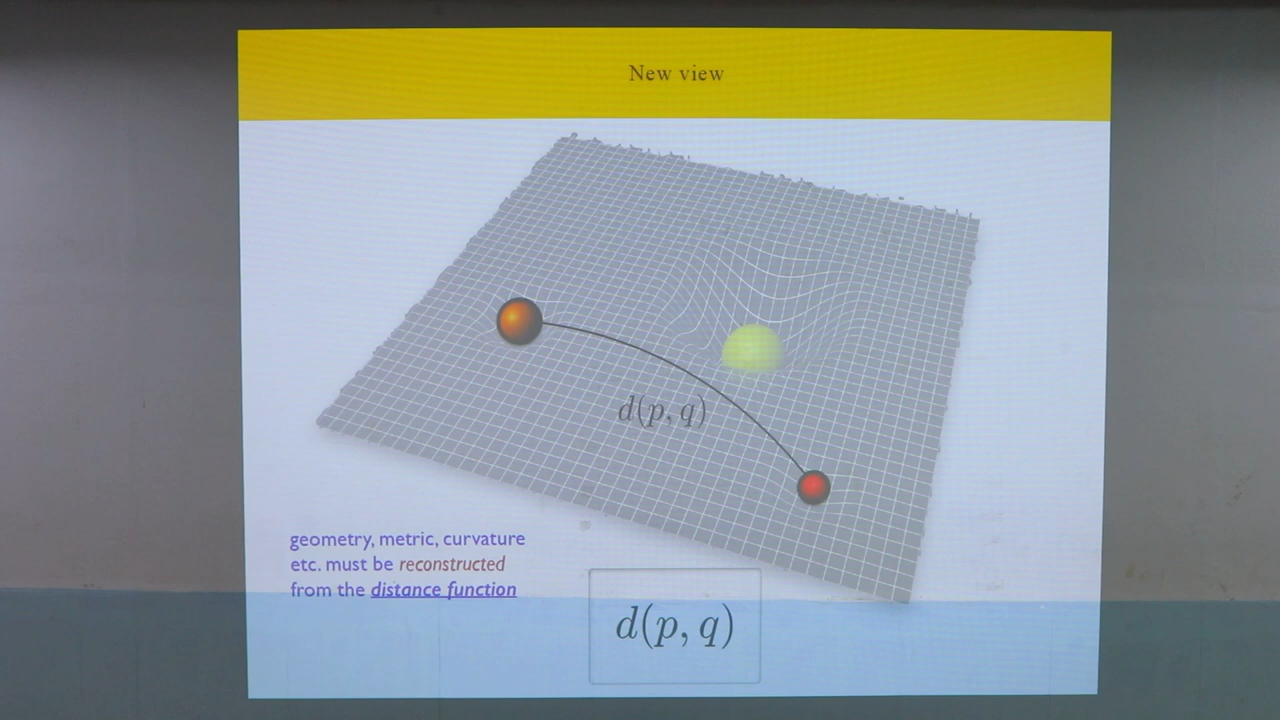 New view
d(p, q)
geometry, metric, curvature
etc. must be reconstructed
from the distance function
d(p, q)